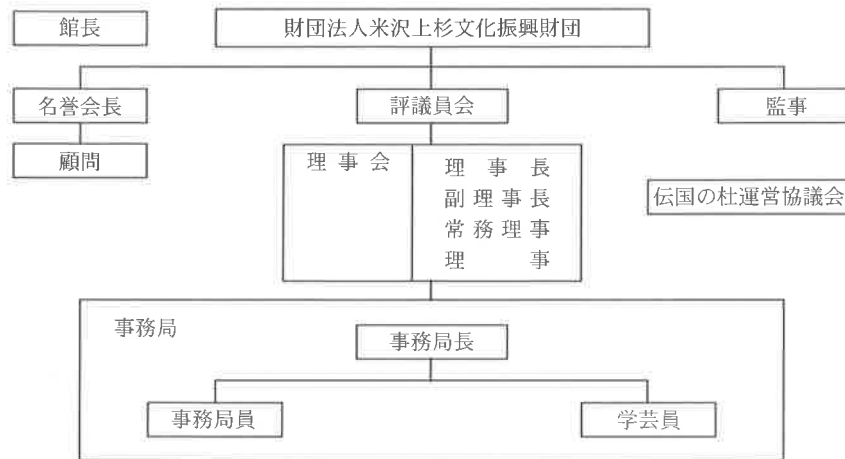 館長
財団法人米沢上杉文化振興財団
名誉会長
評議員会
監事
顧問
理事会
理事長
副理事長
常務理事
理事
伝国の杜運営協議会
事務局
事務局長
事務局員
学芸員